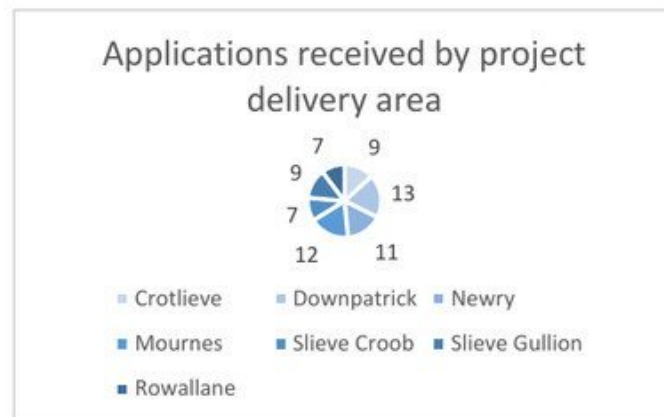 Applications received by project
delivery area
7 9
9 13
7
12 11
Crotlieve Downpatrick Newry
Mournes Slieve Croob Slieve Gullion
Rowallane